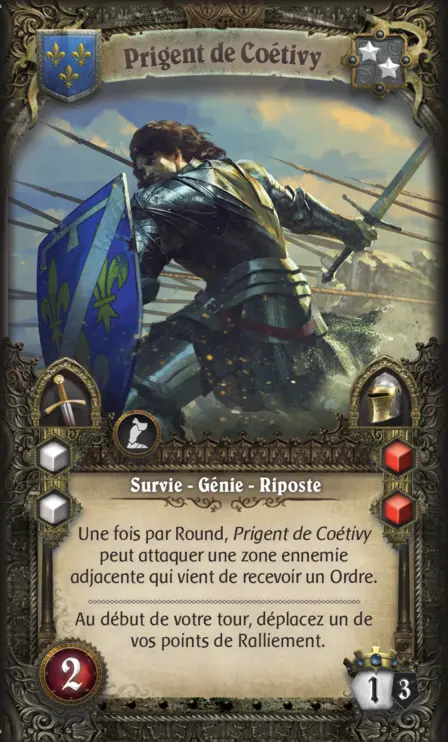 Prigent de Coétivy
Survie - Génie - Riposte
Une fois par Round, Prigent de Coétivy
peut attaquer une zone ennemie
adjacente qui vient de recevoir un Ordre.
Au début de votre tour, déplacez un de
vos points de Ralliement.
2
1 3